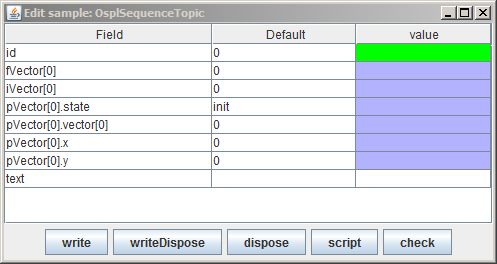 Edit sample: OsplSequenceTopic
Field Default value
id 0
fVector[0] 0
iVector[0] 0
pVector[0].state init
pVector[0].vector[0] 0
pVector[0].x 0
pVector[0].y 0
text
write writeDispose dispose script check